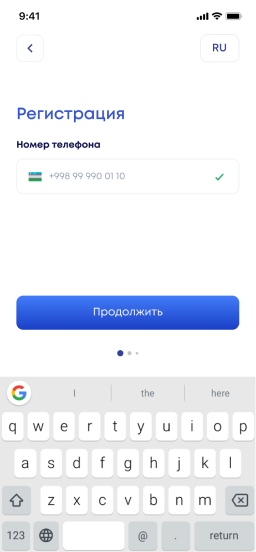 9:41
RU
Регистрация
Номер телефона
+998 99 990 01 10
Продолжить
G I the here
q w e r t y u i o p
a s d f g h j k l
z x c v b n m
123 @ . return